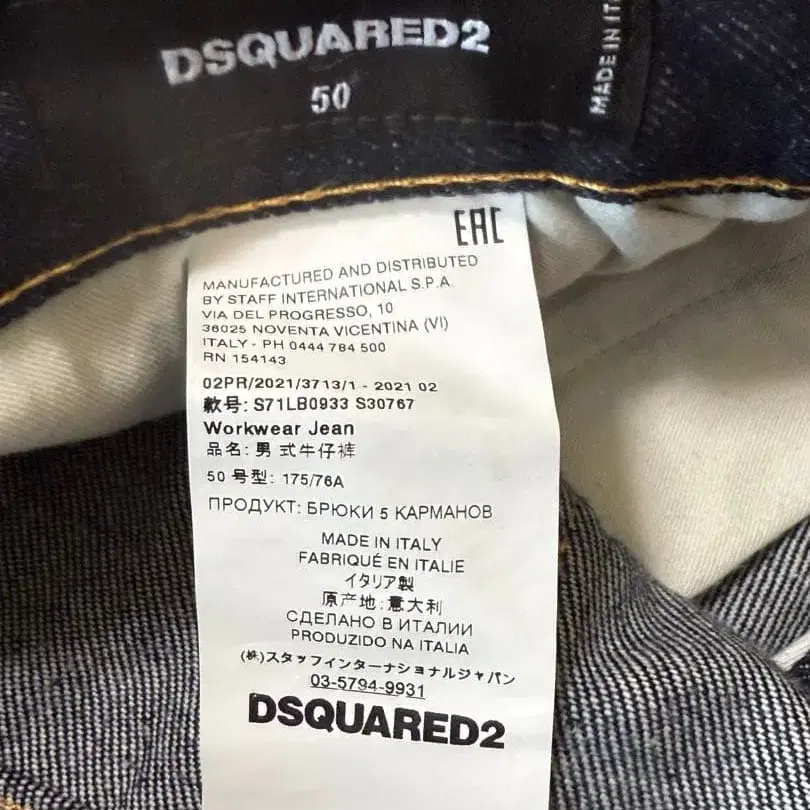 DSQUARED2
50
MADE IN
EAC
MANUFACTURED AND DISTRIBUTED
BY STAFF INTERNATIONAL S.P.A.
VIA DEL PROGRESSO, 10
36025 NOVENTA VICENTINA (VI)
ITALY - PH 0444 784 500
RN 154143
02PR/2021/3713/1 - 2021 02
款号: S71LB0933 S30767
Workwear Jean
品名: 男 式牛仔裤
50 号型: 175/76A
ПРОДУКТ: БРЮКИ 5 КАРМАНОВ
MADE IN ITALY
FABRIQUÉ EN ITALIE
イタリア製
原产地: 意大利
СДЕЛАНО В ИТАЛИИ
PRODUZIDO NA ITALIA
(株)スタッフインターナショナルジャパン
03-5794-9931
DSQUARED2